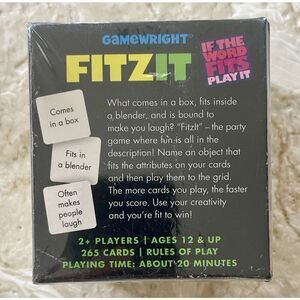 GAMEWRIGHT®
FITZIT
IF THE
WORD
FITS
PLAY IT
Comes
in a box
Fits in
a blender
Often
makes
people
laugh
What comes in a box, fits inside
a blender, and is bound to
make you laugh? "FitzIt" – the party
game where fun is all in the
description! Name an object that
fits the attributes on your cards
and then play them to the grid.
The more cards you play, the faster
you score. Use your creativity
and you're fit to win!
2+ PLAYERS | AGES 12 & UP
265 CARDS | RULES OF PLAY
PLAYING TIME: ABOUT 20 MINUTES